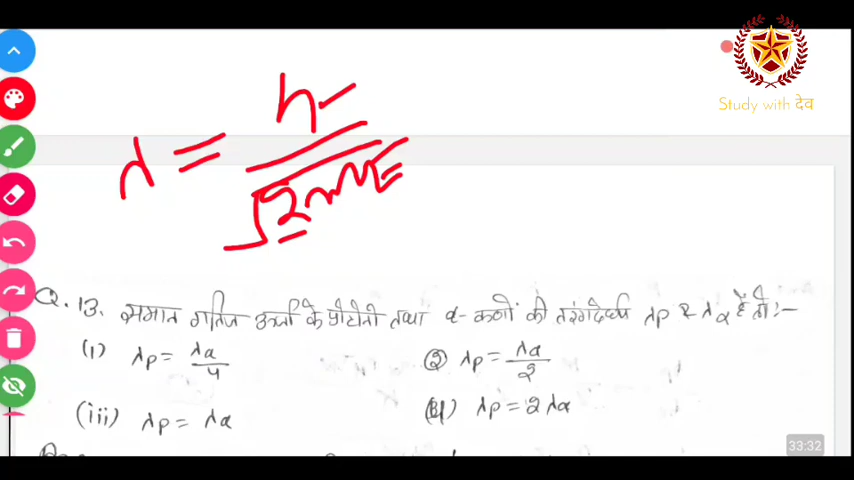 Study with देव
λ = h
√2mE
Q.13. समान गतिज ऊर्जा के प्रोटोनो तथा α-कणों की तरंगदैर्ध्य λp व λα हैं तो:-
(i) λp = λα/4
② λp = λα/2
(iii) λp = λα
(4) λp = 2λα
33:32